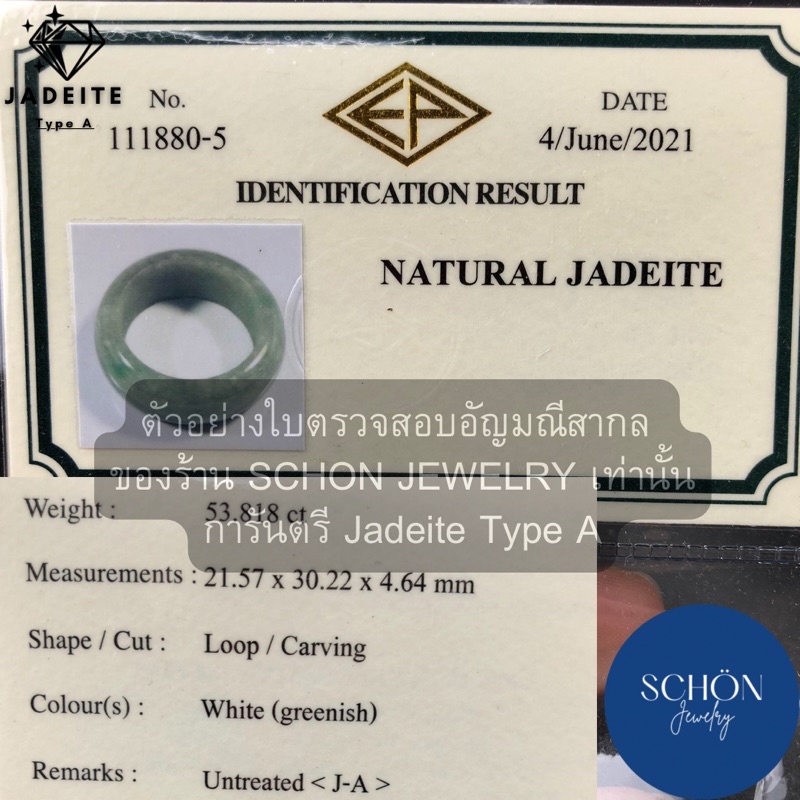 JADEITE
Type A
No.
111880-5
EP
DATE
4/June/2021
IDENTIFICATION RESULT
NATURAL JADEITE
ตัวอย่างใบตรวจสอบอัญมณีสากล
ของร้าน SCHON JEWELRY เท่านั้น
การันตรี Jadeite Type A
Weight : 53.818 ct
Measurements : 21.57 x 30.22 x 4.64 mm
Shape / Cut : Loop / Carving
Colour(s) : White (greenish)
Remarks : Untreated < J-A >
SCHÖN
Jewelry